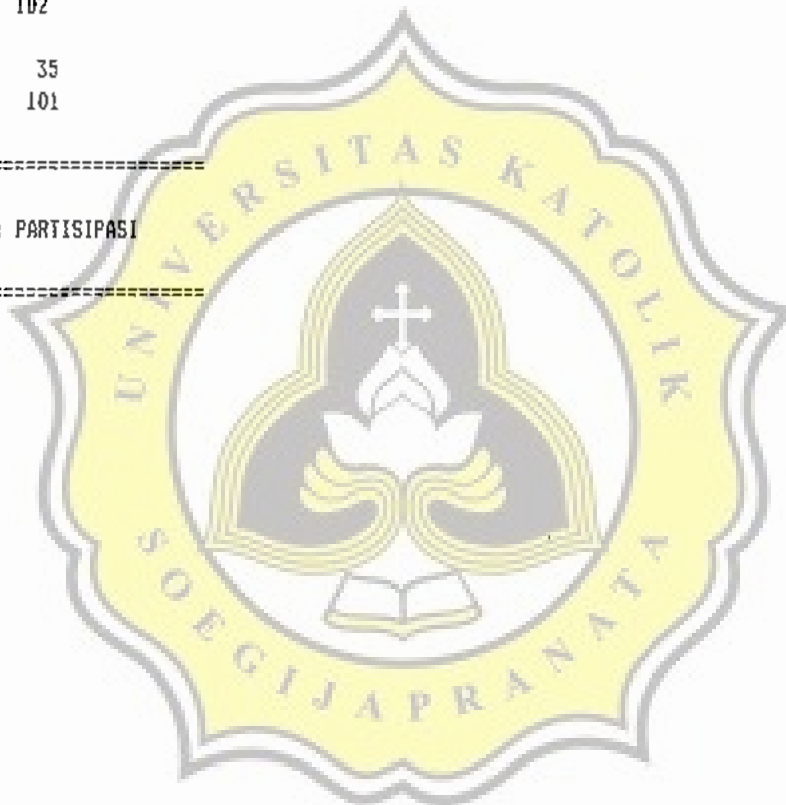 102
35
101
=====================
: PARTISIPASI
=====================
UNIVERSITAS KATOLIK
SOEGIJAPRANATA